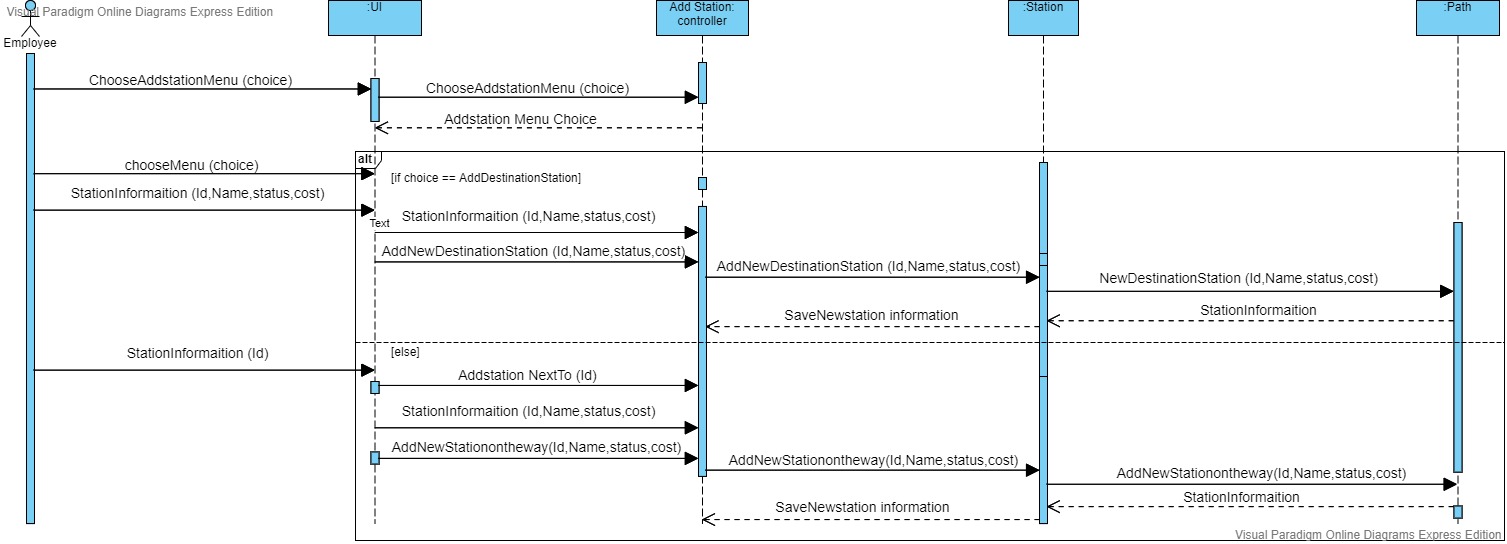 Visual Paradigm Online Diagrams Express Edition
Employee
:UI
Add Station:
controller
:Station
:Path
ChooseAddstationMenu (choice)
ChooseAddstationMenu (choice)
Addstation Menu Choice
alt
chooseMenu (choice)
[if choice == AddDestinationStation]
StationInformaition (Id,Name,status,cost)
Text
StationInformaition (Id,Name,status,cost)
AddNewDestinationStation (Id,Name,status,cost)
AddNewDestinationStation (Id,Name,status,cost)
NewDestinationStation (Id,Name,status,cost)
StationInformaition
SaveNewstation information
StationInformaition (Id)
[else]
Addstation NextTo (Id)
StationInformaition (Id,Name,status,cost)
AddNewStationontheway(Id,Name,status,cost)
AddNewStationontheway(Id,Name,status,cost)
AddNewStationontheway(Id,Name,status,cost)
StationInformaition
SaveNewstation information
Visual Paradigm Online Diagrams Express Edition